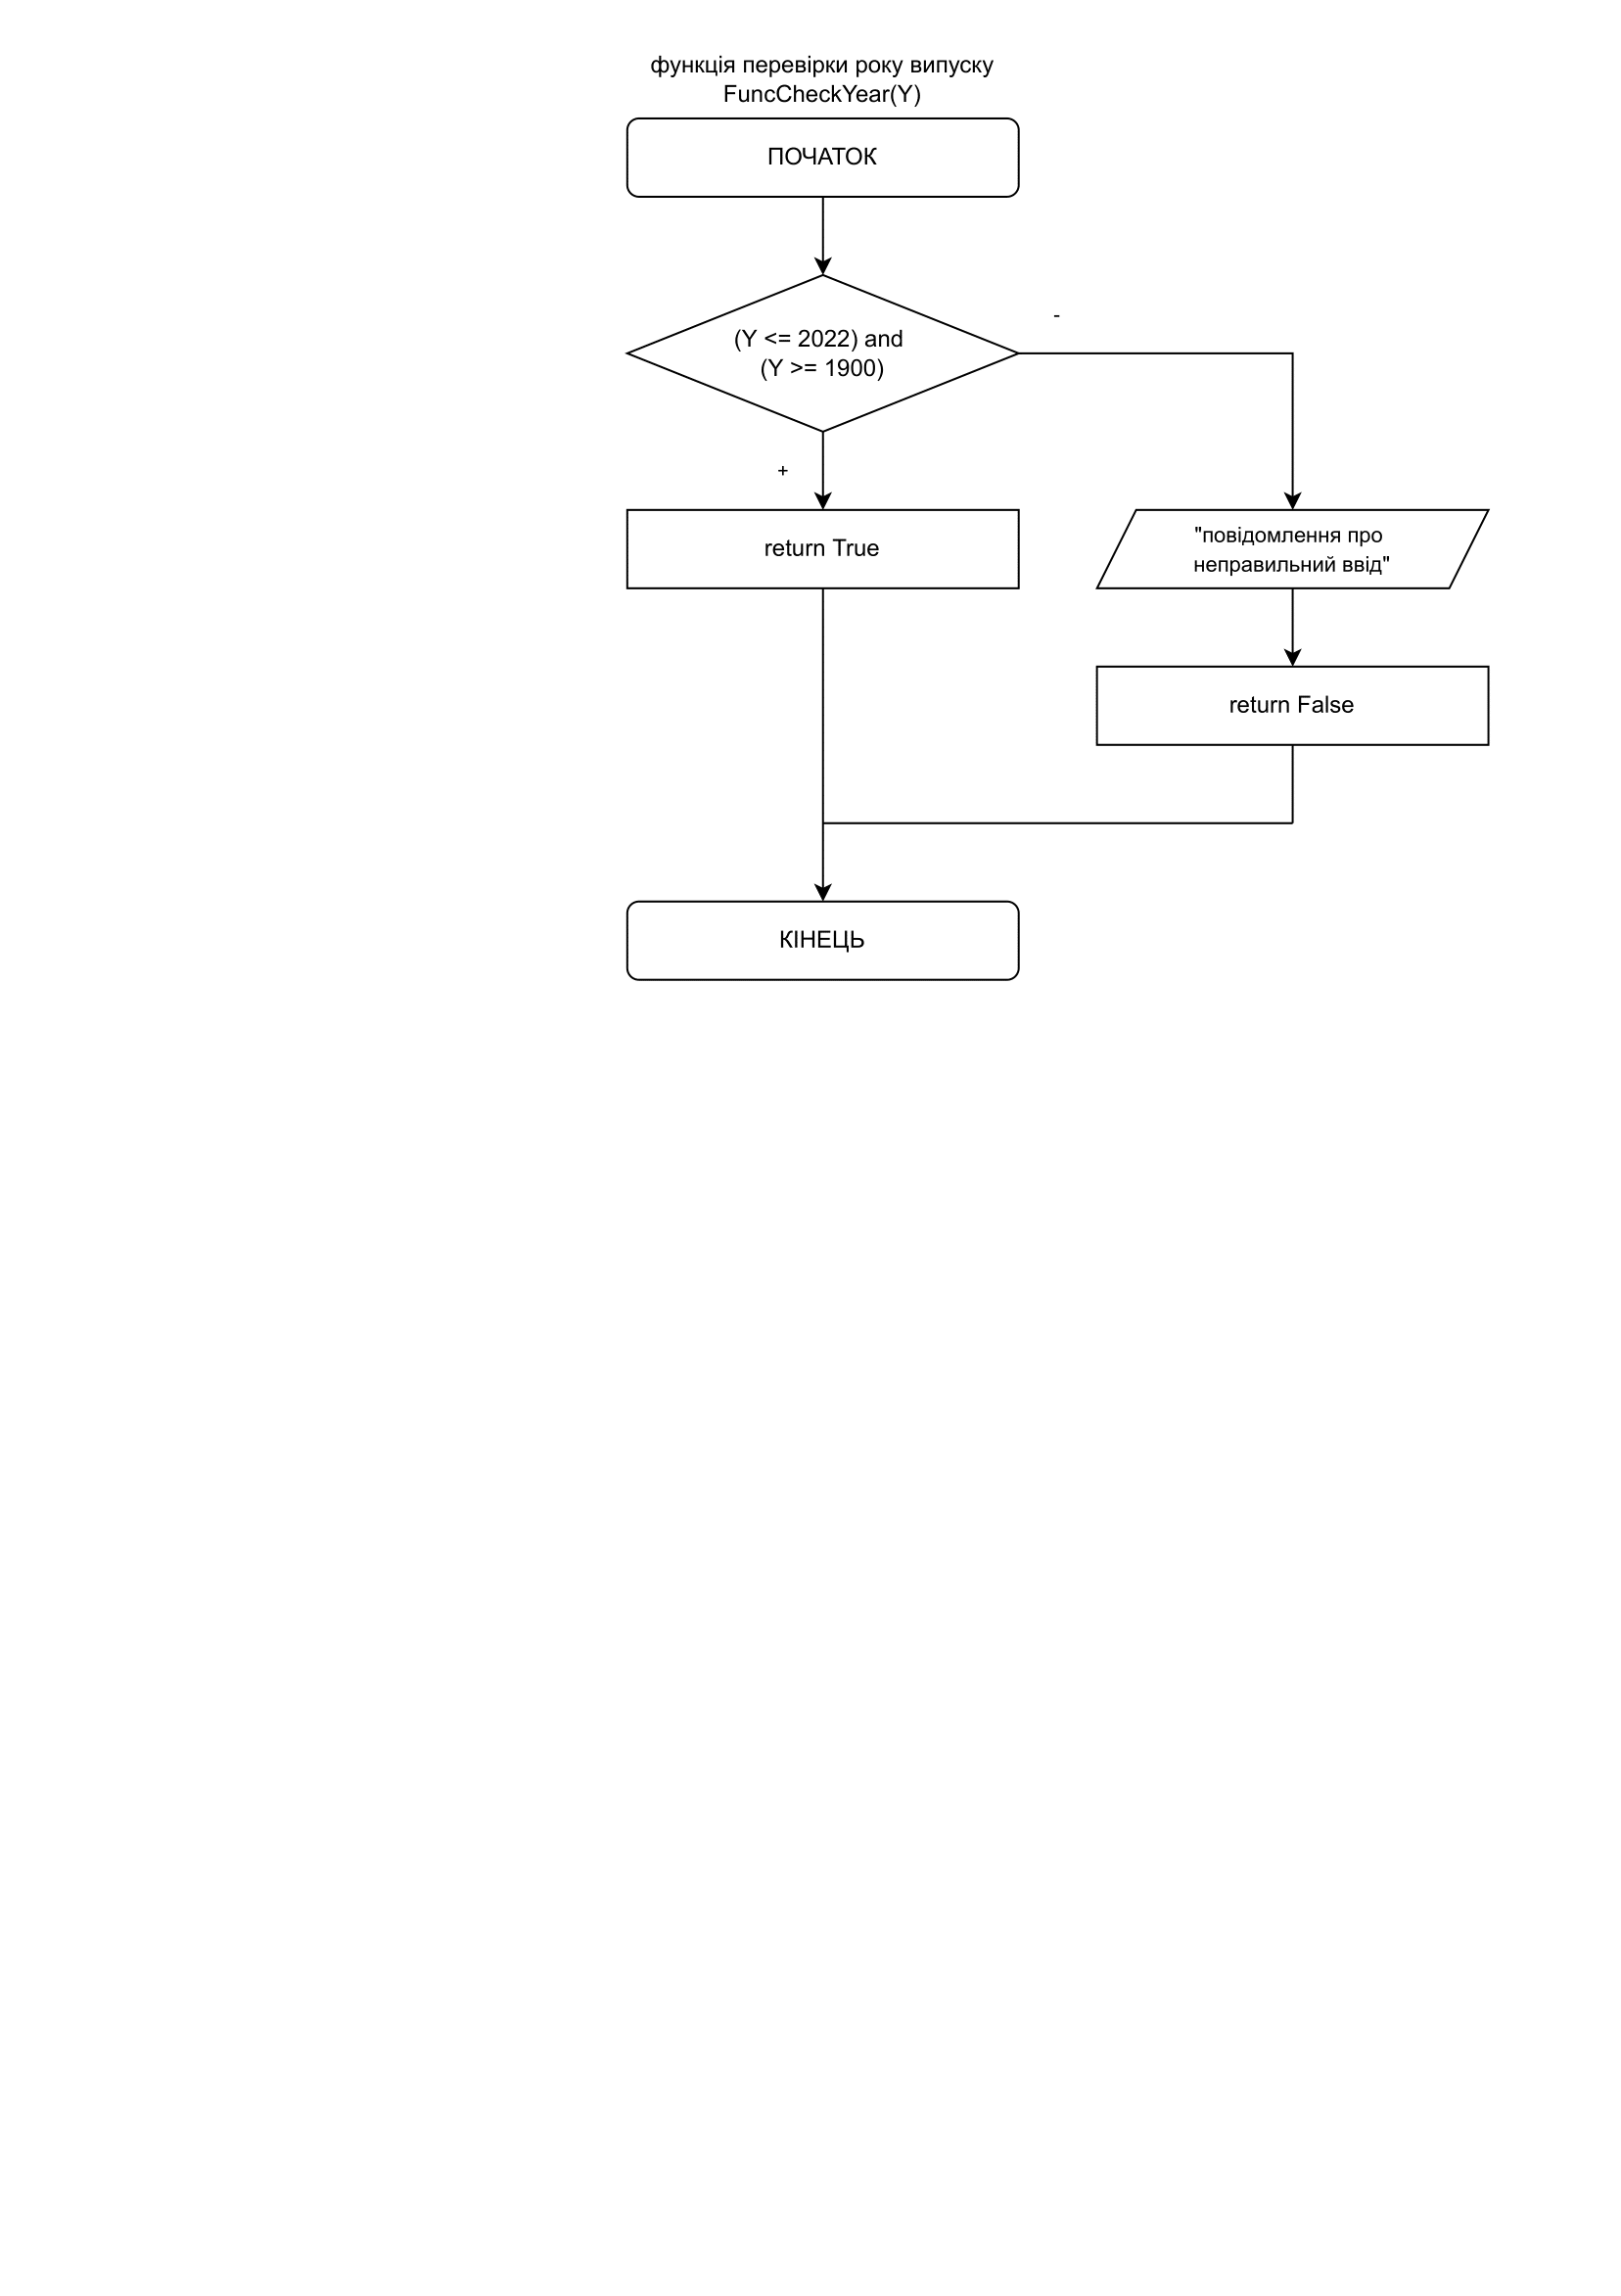 функція перевірки року випуску
FuncCheckYear(Y)
ПОЧАТОК
(Y <= 2022) and
(Y >= 1900)
-
+
return True
"повідомлення про
неправильний ввід"
return False
КІНЕЦЬ